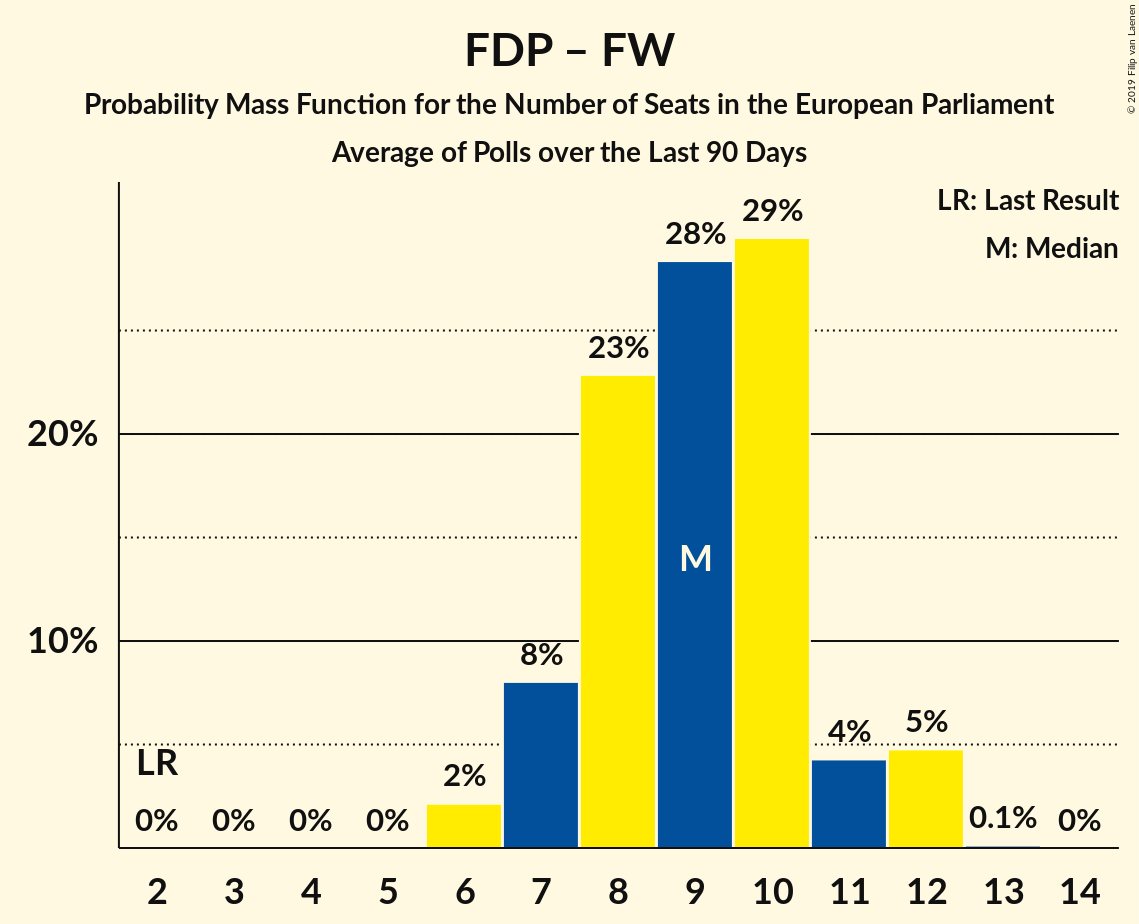 FDP – FW
Probability Mass Function for the Number of Seats in the European Parliament
Average of Polls over the Last 90 Days
© 2019 Filip van Laenen
LR: Last Result
M: Median
29%
28%
23%
20%
M
10%
8%
5%
4%
LR
2%
0% 0% 0% 0% 0.1% 0%
2 3 4 5 6 7 8 9 10 11 12 13 14